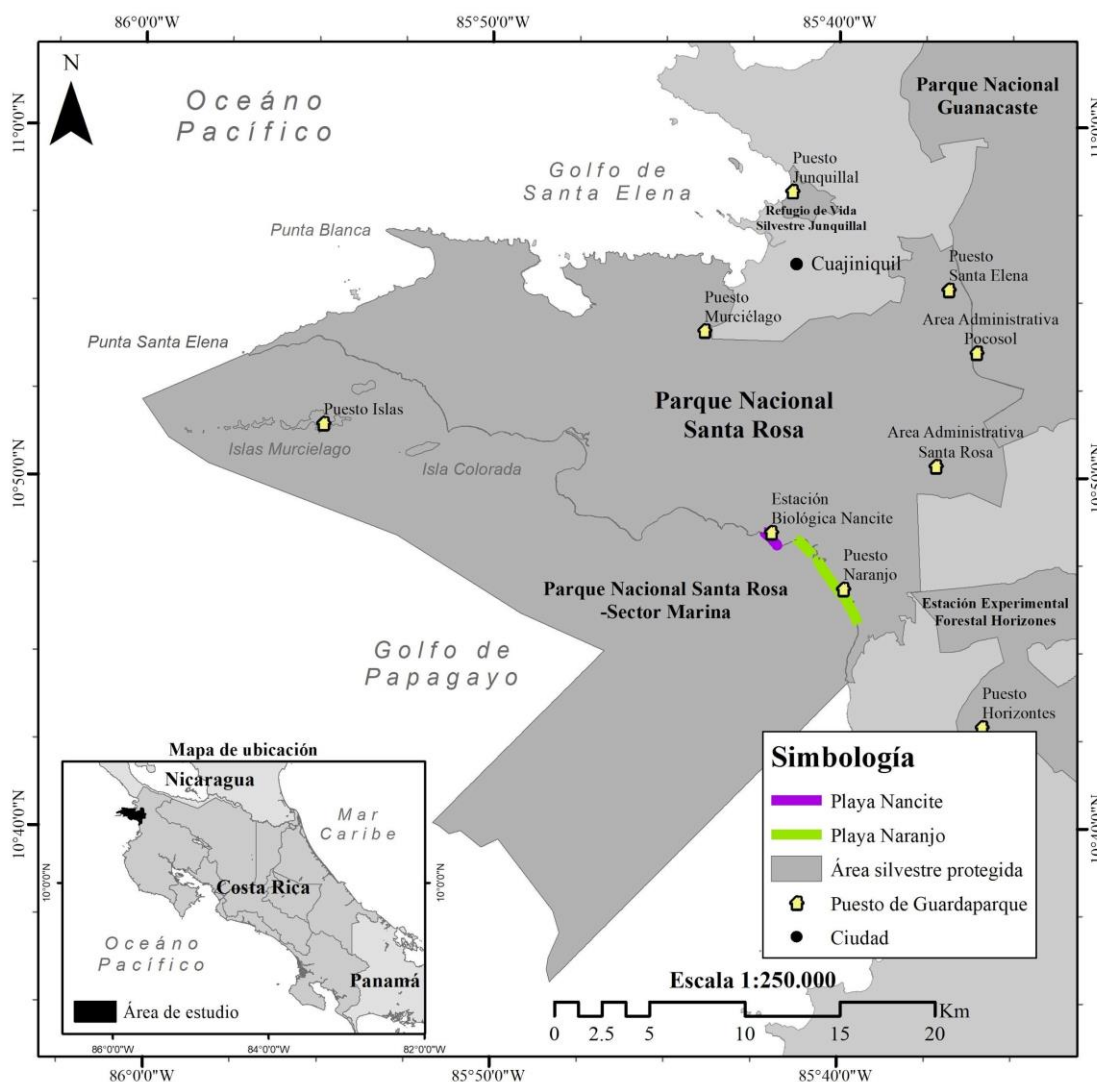 86°0'0"W
85°50'0"W
85°40'0"W
N
Oceáno
Pacífico
Parque Nacional
Guanacaste
11°0'0"N
11°0'0"N
Golfo de
Santa Elena
Puesto
Junquillal
Refugio de Vida
Silvestre Junquillal
Punta Blanca
Cuajiniquil
Puesto
Santa Elena
Puesto
Murciélago
Area Administrativa
Pocosol
Punta Santa Elena
Parque Nacional
Santa Rosa
Puesto Islas
Islas Murcielago
Isla Colorada
Area Administrativa
Santa Rosa
10°50'0"N
10°50'0"N
Estación
Biológica Nancite
Puesto
Naranjo
Parque Nacional Santa Rosa
-Sector Marina
Estación Experimental
Forestal Horizones
Golfo de
Papagayo
Puesto
Horizontes
Mapa de ubicación
Nicaragua
Mar
Caribe
Costa Rica
Oceáno
Pacífico
Panamá
Área de estudio
10°0'0"N
10°0'0"N
86°0'0"W
84°0'0"W
82°0'0"W
10°40'0"N
10°40'0"N
Simbología
Playa Nancite
Playa Naranjo
Área silvestre protegida
Puesto de Guardaparque
Ciudad
Escala 1:250.000
0 2.5 5 10 15 20 Km
86°0'0"W
85°50'0"W
85°40'0"W